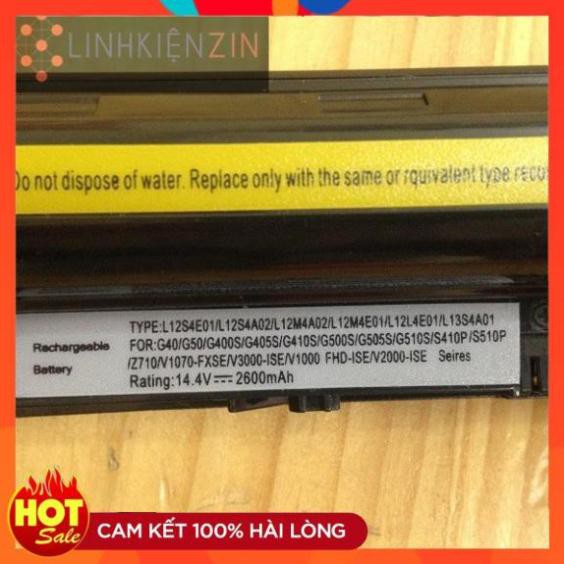 LINHKIỆNZIN
Do not dispose of water. Replace only with the same or rquivalent type reco
TYPE:L12S4E01/L12S4A02/L12M4A02/L12M4E01/L12L4E01/L13S4A01
Rechargeable Battery
FOR:G40/G50/G400S/G405S/G410S/G500S/G505S/G510S/S410P/S510P
/Z710/V1070-FXSE/V3000-ISE/V1000 FHD-ISE/V2000-ISE Seires
Rating:14.4V⎓2600mAh
HOT
Sale
CAM KẾT 100% HÀI LÒNG